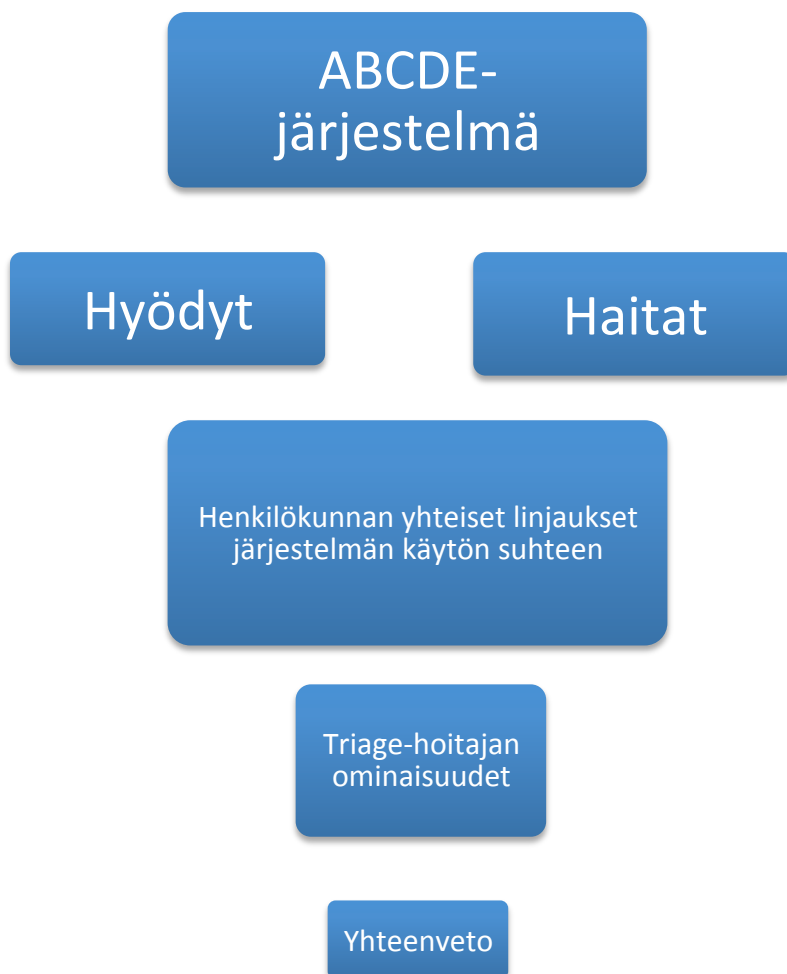 ABCDE-
järjestelmä
Hyödyt
Haitat
Henkilökunnan yhteiset linjaukset
järjestelmän käytön suhteen
Triage-hoitajan
ominaisuudet
Yhteenveto